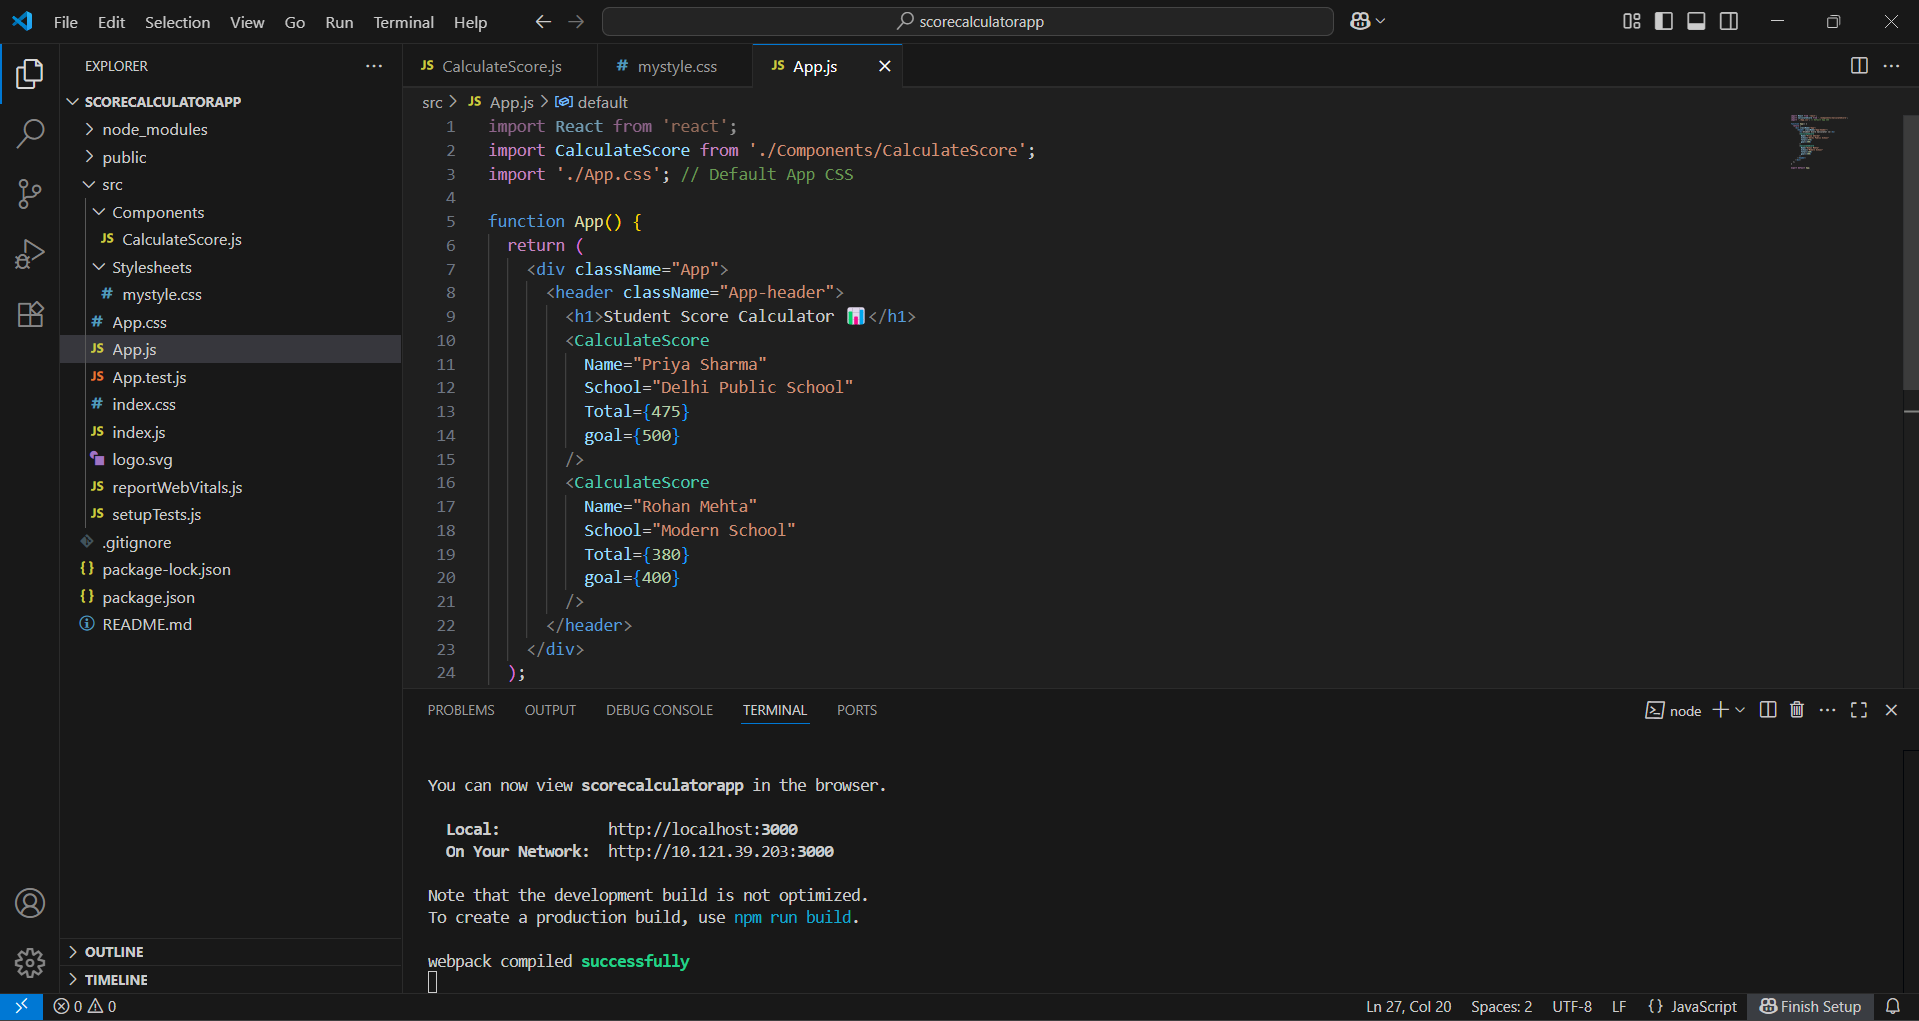 File Edit Selection View Go Run Terminal Help
scorecalculatorapp
EXPLORER
SCORECALCULATORAPP
node_modules
public
src
Components
JS CalculateScore.js
Stylesheets
# mystyle.css
# App.css
JS App.js
JS App.test.js
# index.css
JS index.js
logo.svg
JS reportWebVitals.js
JS setupTests.js
.gitignore
{} package-lock.json
{} package.json
README.md
OUTLINE
TIMELINE
JS CalculateScore.js # mystyle.css JS App.js
src > JS App.js > default
1 import React from 'react';
2 import CalculateScore from './Components/CalculateScore';
3 import './App.css'; // Default App CSS
4
5 function App() {
6 return (
7 <div className="App">
8 <header className="App-header">
9 <h1>Student Score Calculator 📊</h1>
10 <CalculateScore
11 Name="Priya Sharma"
12 School="Delhi Public School"
13 Total={475}
14 goal={500}
15 />
16 <CalculateScore
17 Name="Rohan Mehta"
18 School="Modern School"
19 Total={380}
20 goal={400}
21 />
22 </header>
23 </div>
24 );
PROBLEMS OUTPUT DEBUG CONSOLE TERMINAL PORTS
node
You can now view scorecalculatorapp in the browser.
Local: http://localhost:3000
On Your Network: http://10.121.39.203:3000
Note that the development build is not optimized.
To create a production build, use npm run build.
webpack compiled successfully
0 0 Ln 27, Col 20 Spaces: 2 UTF-8 LF {} JavaScript Finish Setup